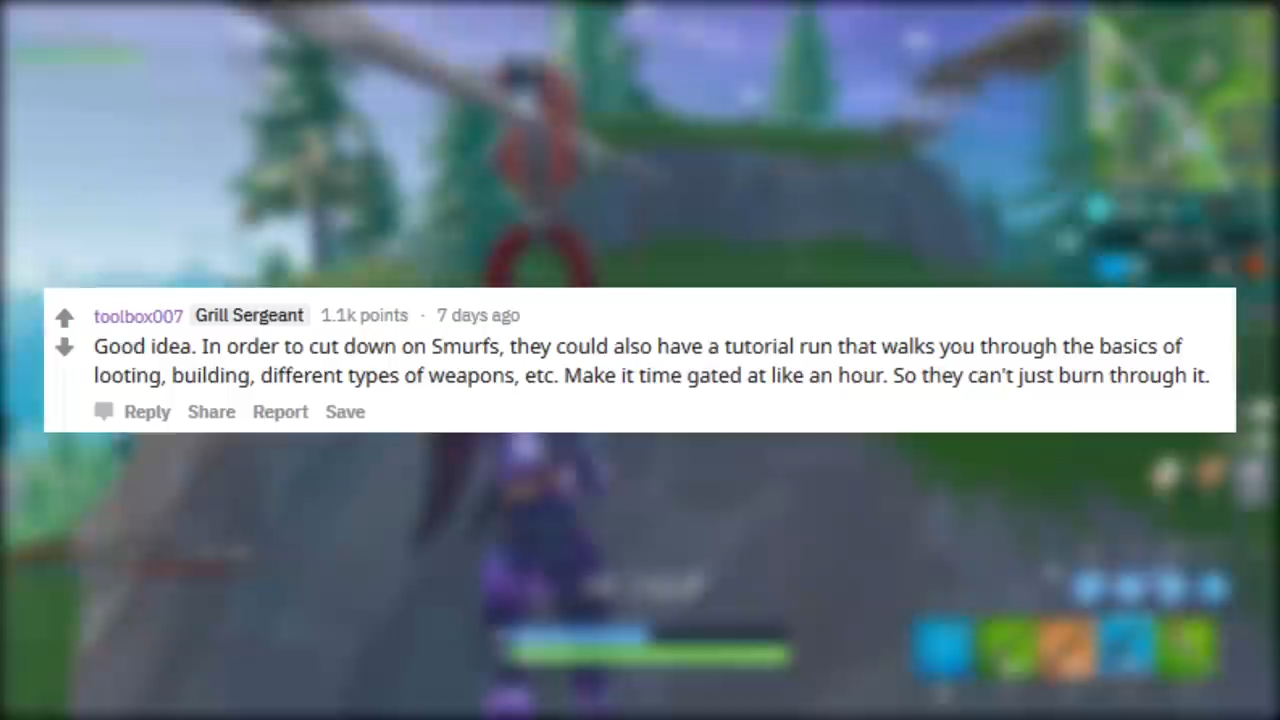 toolbox007 Grill Sergeant 1.1k points · 7 days ago
Good idea. In order to cut down on Smurfs, they could also have a tutorial run that walks you through the basics of
looting, building, different types of weapons, etc. Make it time gated at like an hour. So they can't just burn through it.
Reply Share Report Save